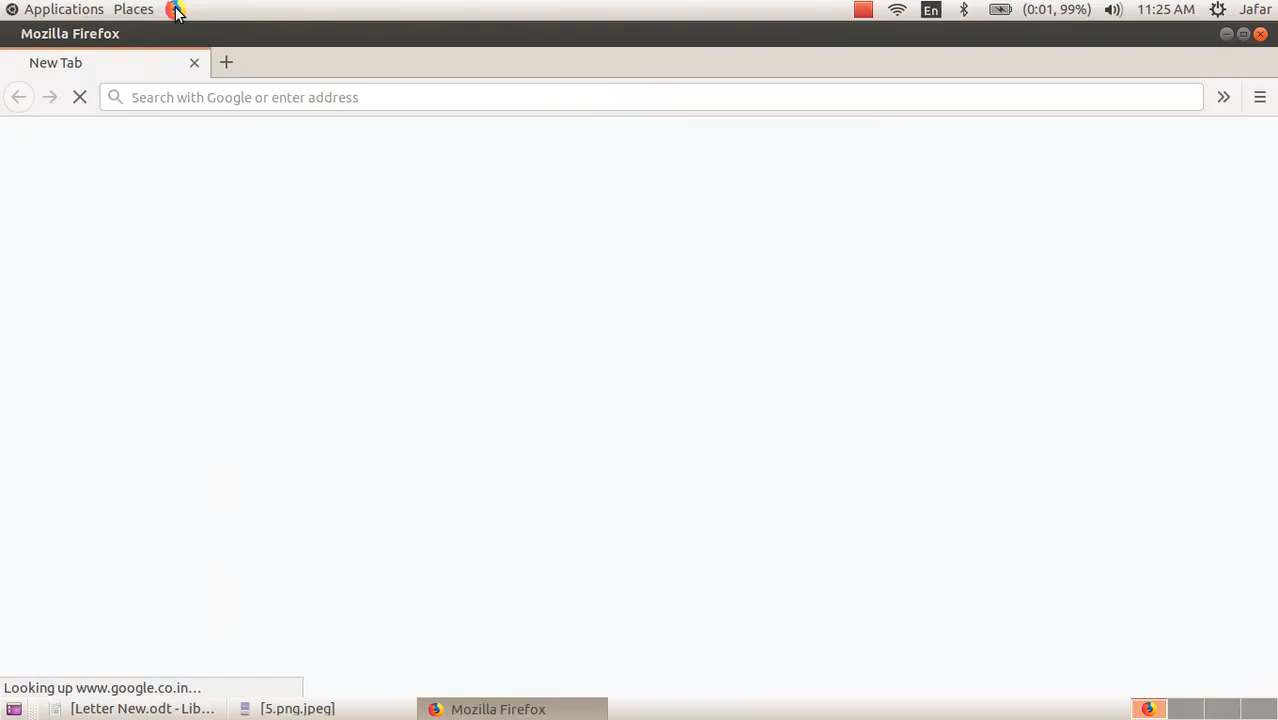 Applications Places En (0:01, 99%) 11:25 AM Jafar
Mozilla Firefox
New Tab
Search with Google or enter address
Looking up www.google.co.in…
[Letter New.odt - Lib… [5.png.jpeg] Mozilla Firefox